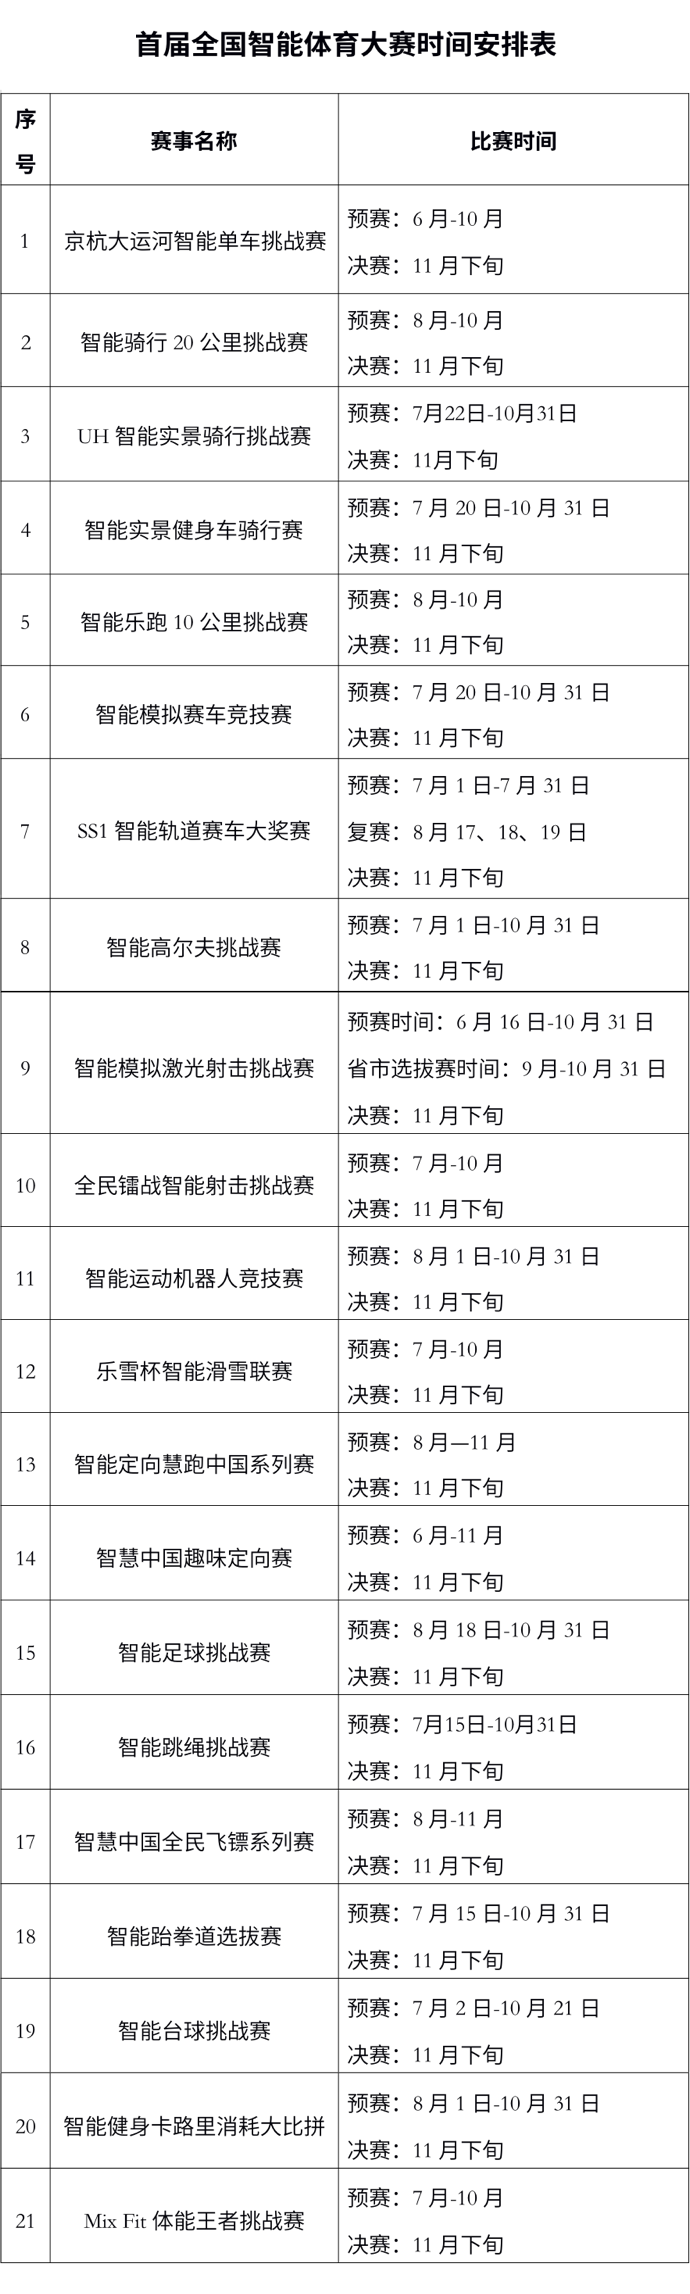 首届全国智能体育大赛时间安排表
序号 赛事名称 比赛时间
1 京杭大运河智能单车挑战赛 预赛：6 月-10 月
决赛：11 月下旬
2 智能骑行 20 公里挑战赛 预赛：8 月-10 月
决赛：11 月下旬
3 UH 智能实景骑行挑战赛 预赛：7月22日-10月31日
决赛：11月下旬
4 智能实景健身车骑行赛 预赛：7 月 20 日-10 月 31 日
决赛：11 月下旬
5 智能乐跑 10 公里挑战赛 预赛：8 月-10 月
决赛：11 月下旬
6 智能模拟赛车竞技赛 预赛：7 月 20 日-10 月 31 日
决赛：11 月下旬
7 SS1 智能轨道赛车大奖赛 预赛：7 月 1 日-7 月 31 日
复赛：8 月 17、18、19 日
决赛：11 月下旬
8 智能高尔夫挑战赛 预赛：7 月 1 日-10 月 31 日
决赛：11 月下旬
9 智能模拟激光射击挑战赛 预赛时间：6 月 16 日-10 月 31 日
省市选拔赛时间：9 月-10 月 31 日
决赛：11 月下旬
10 全民镭战智能射击挑战赛 预赛：7 月-10 月
决赛：11 月下旬
11 智能运动机器人竞技赛 预赛：8 月 1 日-10 月 31 日
决赛：11 月下旬
12 乐雪杯智能滑雪联赛 预赛：7 月-10 月
决赛：11 月下旬
13 智能定向慧跑中国系列赛 预赛：8 月—11 月
决赛：11 月下旬
14 智慧中国趣味定向赛 预赛：6 月-11 月
决赛：11 月下旬
15 智能足球挑战赛 预赛：8 月 18 日-10 月 31 日
决赛：11 月下旬
16 智能跳绳挑战赛 预赛：7月15日-10月31日
决赛：11 月下旬
17 智慧中国全民飞镖系列赛 预赛：8 月-11 月
决赛：11 月下旬
18 智能跆拳道选拔赛 预赛：7 月 15 日-10 月 31 日
决赛：11 月下旬
19 智能台球挑战赛 预赛：7 月 2 日-10 月 21 日
决赛：11 月下旬
20 智能健身卡路里消耗大比拼 预赛：8 月 1 日-10 月 31 日
决赛：11 月下旬
21 Mix Fit 体能王者挑战赛 预赛：7 月-10 月
决赛：11 月下旬